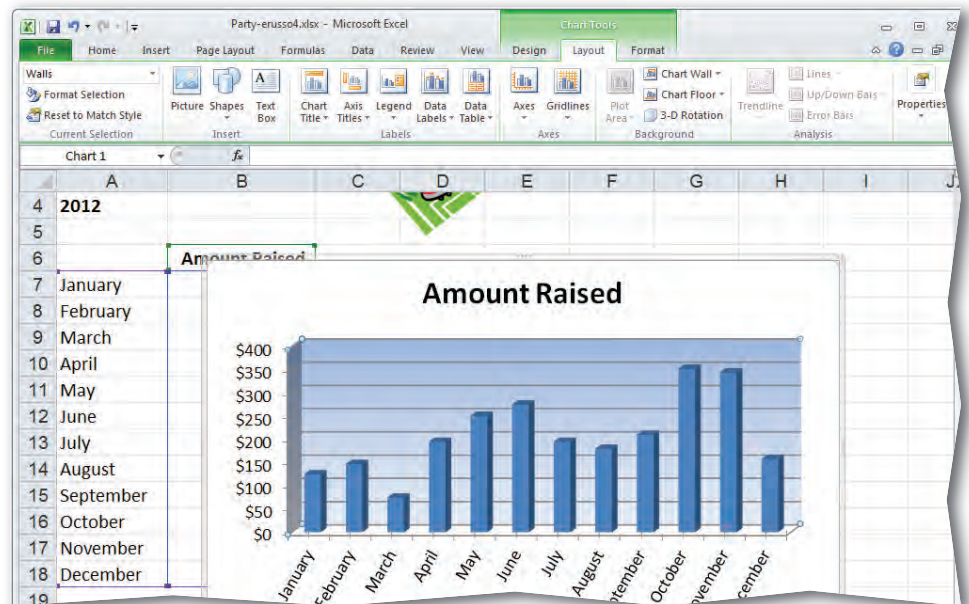 Party-erusso4.xlsx - Microsoft Excel
Chart Tools
File Home Insert Page Layout Formulas Data Review View Design Layout Format
Walls
Format Selection
Reset to Match Style
Current Selection
Picture Shapes Text Box
Insert
Chart Title Axis Titles Legend Data Labels Data Table
Labels
Axes Gridlines
Axes
Plot Area
Chart Wall
Chart Floor
3-D Rotation
Background
Trendline
Lines
Up/Down Bars
Error Bars
Analysis
Properties
Chart 1 fx
A B C D E F G H I J
4 2012
5
6 Amount Raised
7 January
8 February
9 March
10 April
11 May
12 June
13 July
14 August
15 September
16 October
17 November
18 December
19
Amount Raised
$400
$350
$300
$250
$200
$150
$100
$50
$0
January February March April May June July August tember October vember cember